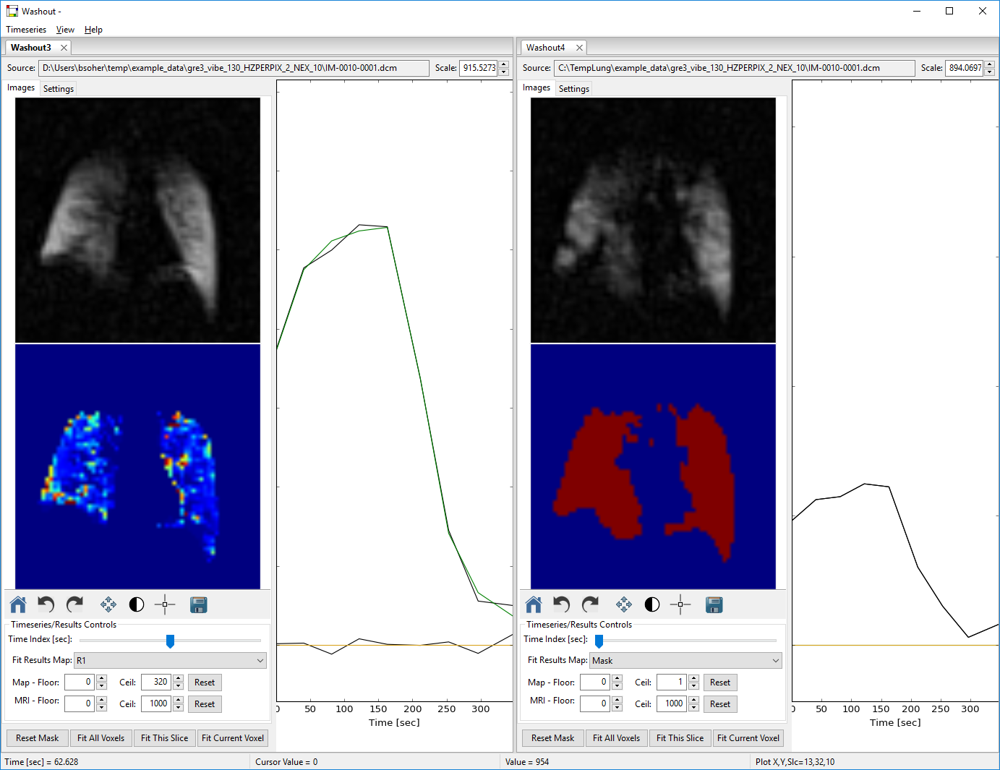 Washout -
Timeseries View Help
Washout3
Source: D:\Users\bsoher\temp\example_data\gre3_vibe_130_HZPERPIX_2_NEX_10\IM-0010-0001.dcm Scale: 915.5273
Images Settings
0 50 100 150 200 250 300
Time [sec]
Timeseries/Results Controls
Time Index [sec]:
Fit Results Map: R1
Map - Floor: 0 Ceil: 320 Reset
MRI - Floor: 0 Ceil: 1000 Reset
Reset Mask Fit All Voxels Fit This Slice Fit Current Voxel
Washout4
Source: C:\TempLung\example_data\gre3_vibe_130_HZPERPIX_2_NEX_10\IM-0010-0001.dcm Scale: 894.0697
Images Settings
0 50 100 150 200 250 300
Time [sec]
Timeseries/Results Controls
Time Index [sec]:
Fit Results Map: Mask
Map - Floor: 0 Ceil: 1 Reset
MRI - Floor: 0 Ceil: 1000 Reset
Reset Mask Fit All Voxels Fit This Slice Fit Current Voxel
Time [sec] = 62.628 Cursor Value = 0 Value = 954 Plot X,Y,Slc=13,32,10